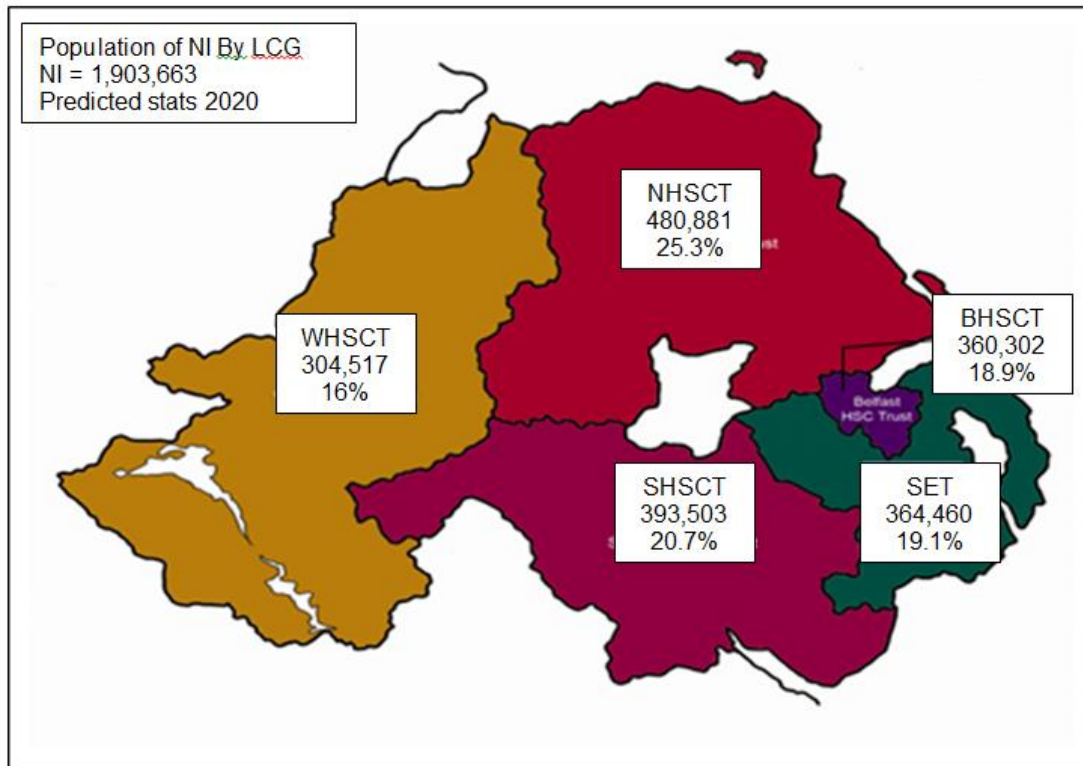 Population of NI By LCG
NI = 1,903,663
Predicted stats 2020
NHSCT
480,881
25.3%
ust
BHSCT
360,302
18.9%
WHSCT
304,517
16%
Belfast
HSC Trust
SHSCT
393,503
20.7%
SET
364,460
19.1%